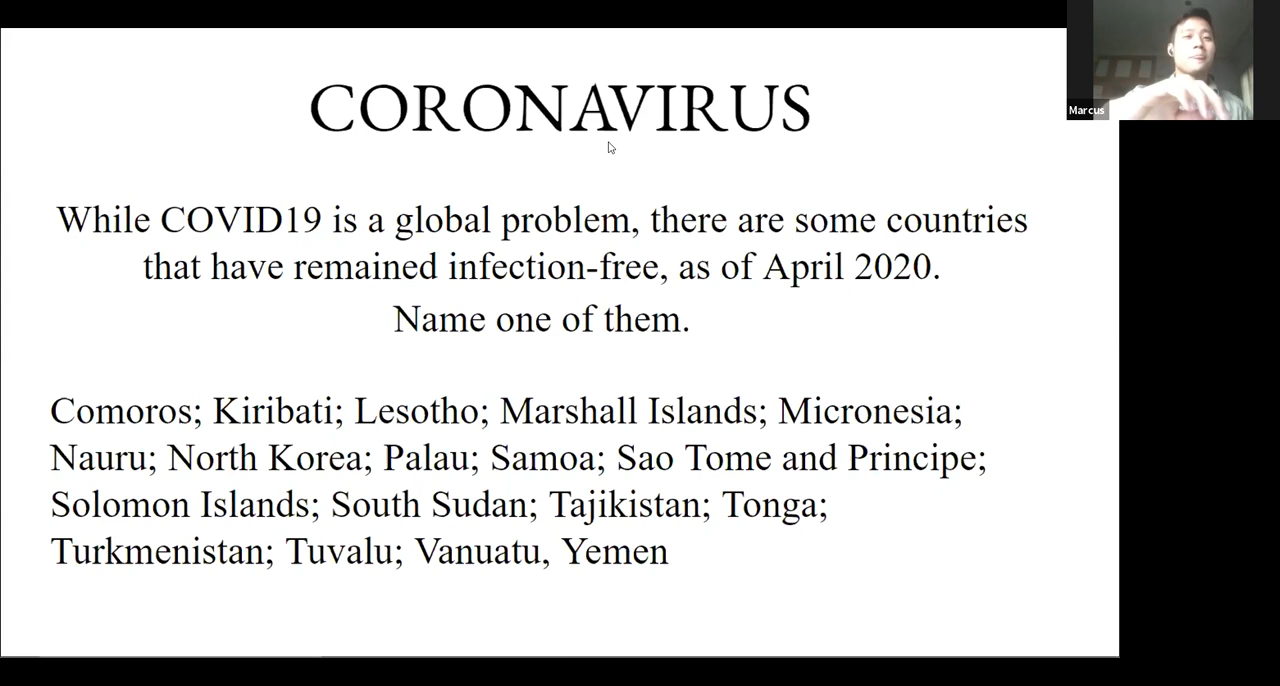 CORONAVIRUS
Marcus
While COVID19 is a global problem, there are some countries
that have remained infection-free, as of April 2020.
Name one of them.
Comoros; Kiribati; Lesotho; Marshall Islands; Micronesia;
Nauru; North Korea; Palau; Samoa; Sao Tome and Principe;
Solomon Islands; South Sudan; Tajikistan; Tonga;
Turkmenistan; Tuvalu; Vanuatu, Yemen